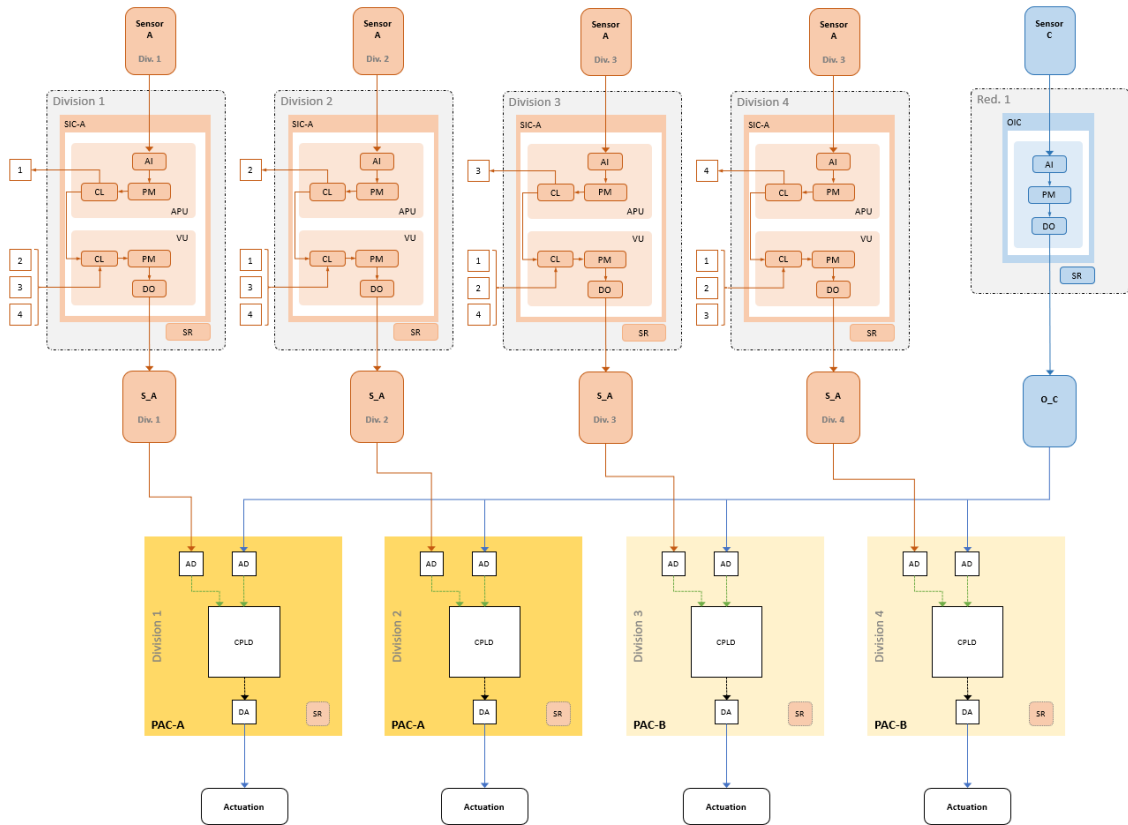 Sensor
A
Div. 1
Sensor
A
Div.2
Sensor
A
Div.3
Sensor
A
Div. 3
Sensor
C
Division 1
SIC-A
AI
CL
PM
APU
VU
CL
PM
DO
SR
1
2
3
4
Division 2
SIC-A
AI
CL
PM
APU
VU
CL
PM
DO
SR
2
1
3
4
Division 3
SIC-A
AI
CL
PM
APU
VU
CL
PM
DO
SR
3
1
2
4
Division 4
SIC-A
AI
CL
PM
APU
VU
CL
PM
DO
SR
4
1
2
3
Red. 1
OIC
AI
PM
DO
SR
S_A
Div. 1
S_A
Div.2
S_A
Div.3
S_A
Div. 4
O_C
Division 1
AD
AD
CPLD
DA
SR
PAC-A
Division 2
AD
AD
CPLD
DA
SR
PAC-A
Division 3
AD
AD
CPLD
DA
SR
PAC-B
Division 4
AD
AD
CPLD
DA
SR
PAC-B
Actuation
Actuation
Actuation
Actuation